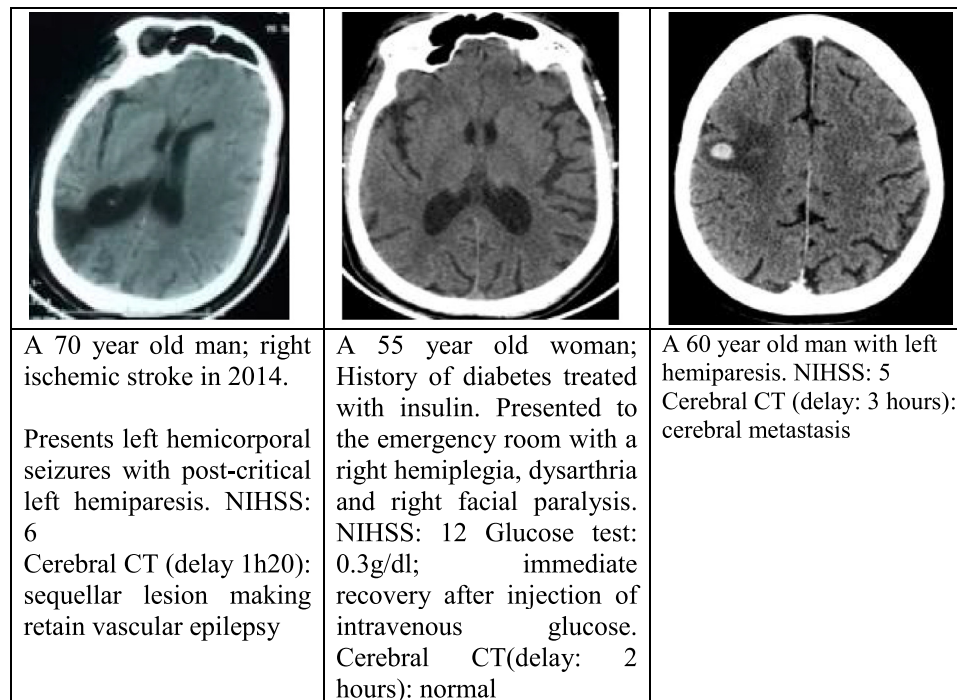 A 70 year old man; right
ischemic stroke in 2014.
Presents left hemicorporal
seizures with post-critical
left hemiparesis. NIHSS:
6
Cerebral CT (delay 1h20):
sequellar lesion making
retain vascular epilepsy
A 55 year old woman;
History of diabetes treated
with insulin. Presented to
the emergency room with a
right hemiplegia, dysarthria
and right facial paralysis.
NIHSS: 12 Glucose test:
0.3g/dl; immediate
recovery after injection of
intravenous glucose.
Cerebral CT(delay: 2
hours): normal
A 60 year old man with left
hemiparesis. NIHSS: 5
Cerebral CT (delay: 3 hours):
cerebral metastasis